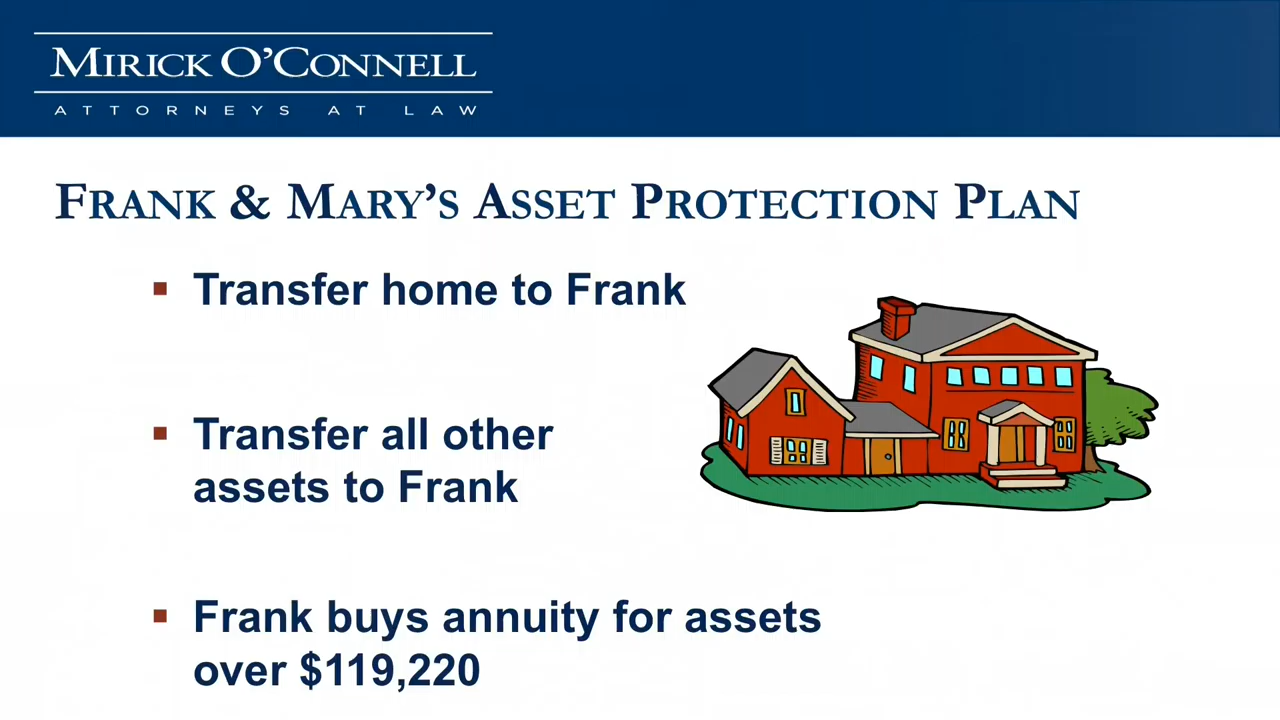 MIRICK O'CONNELL
ATTORNEYS AT LAW
FRANK & MARY'S ASSET PROTECTION PLAN
▪ Transfer home to Frank
▪ Transfer all other
assets to Frank
▪ Frank buys annuity for assets
over $119,220